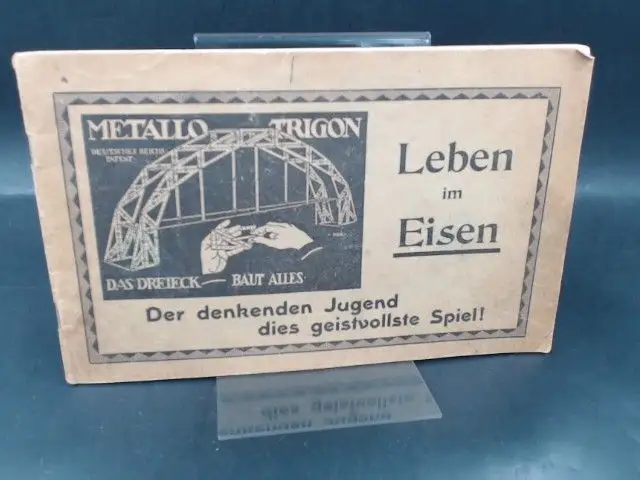 METALLO TRIGON
DEUTSCHES REICHS
PATENT
DAS DREIECK — BAUT ALLES
Leben
im
Eisen
Der denkenden Jugend
dies geistvollste Spiel!